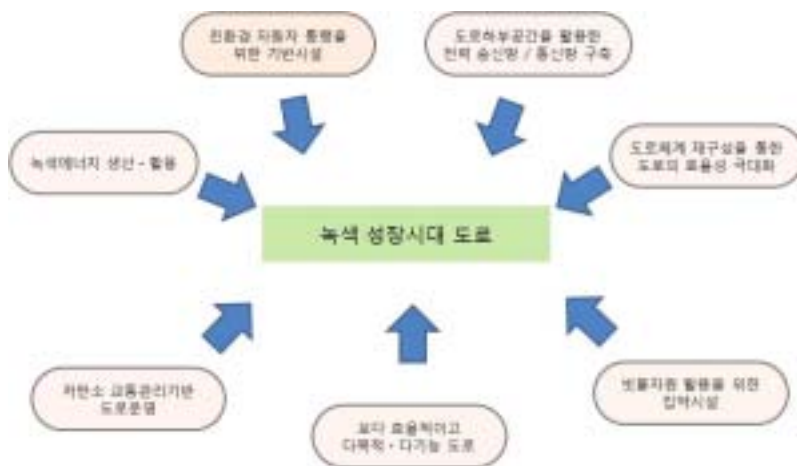 친환경 자동차 통행을
위한 기반시설
도로하부공간을 활용한
전력 송신망 / 통신망 구축
녹색에너지 생산·활용
도로체계 재구성을 통한
도로의 효율성 극대화
녹색 성장시대 도로
저탄소 교통관리기반
도로운영
보다 효율적이고
다목적·다기능 도로
빗물자원 활용을 위한
집약시설